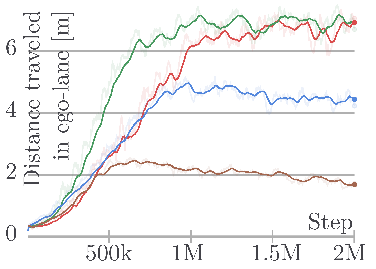 Distance traveled
in ego-lane [m]
6
4
2
0
Step
500k
1M
1.5M
2M